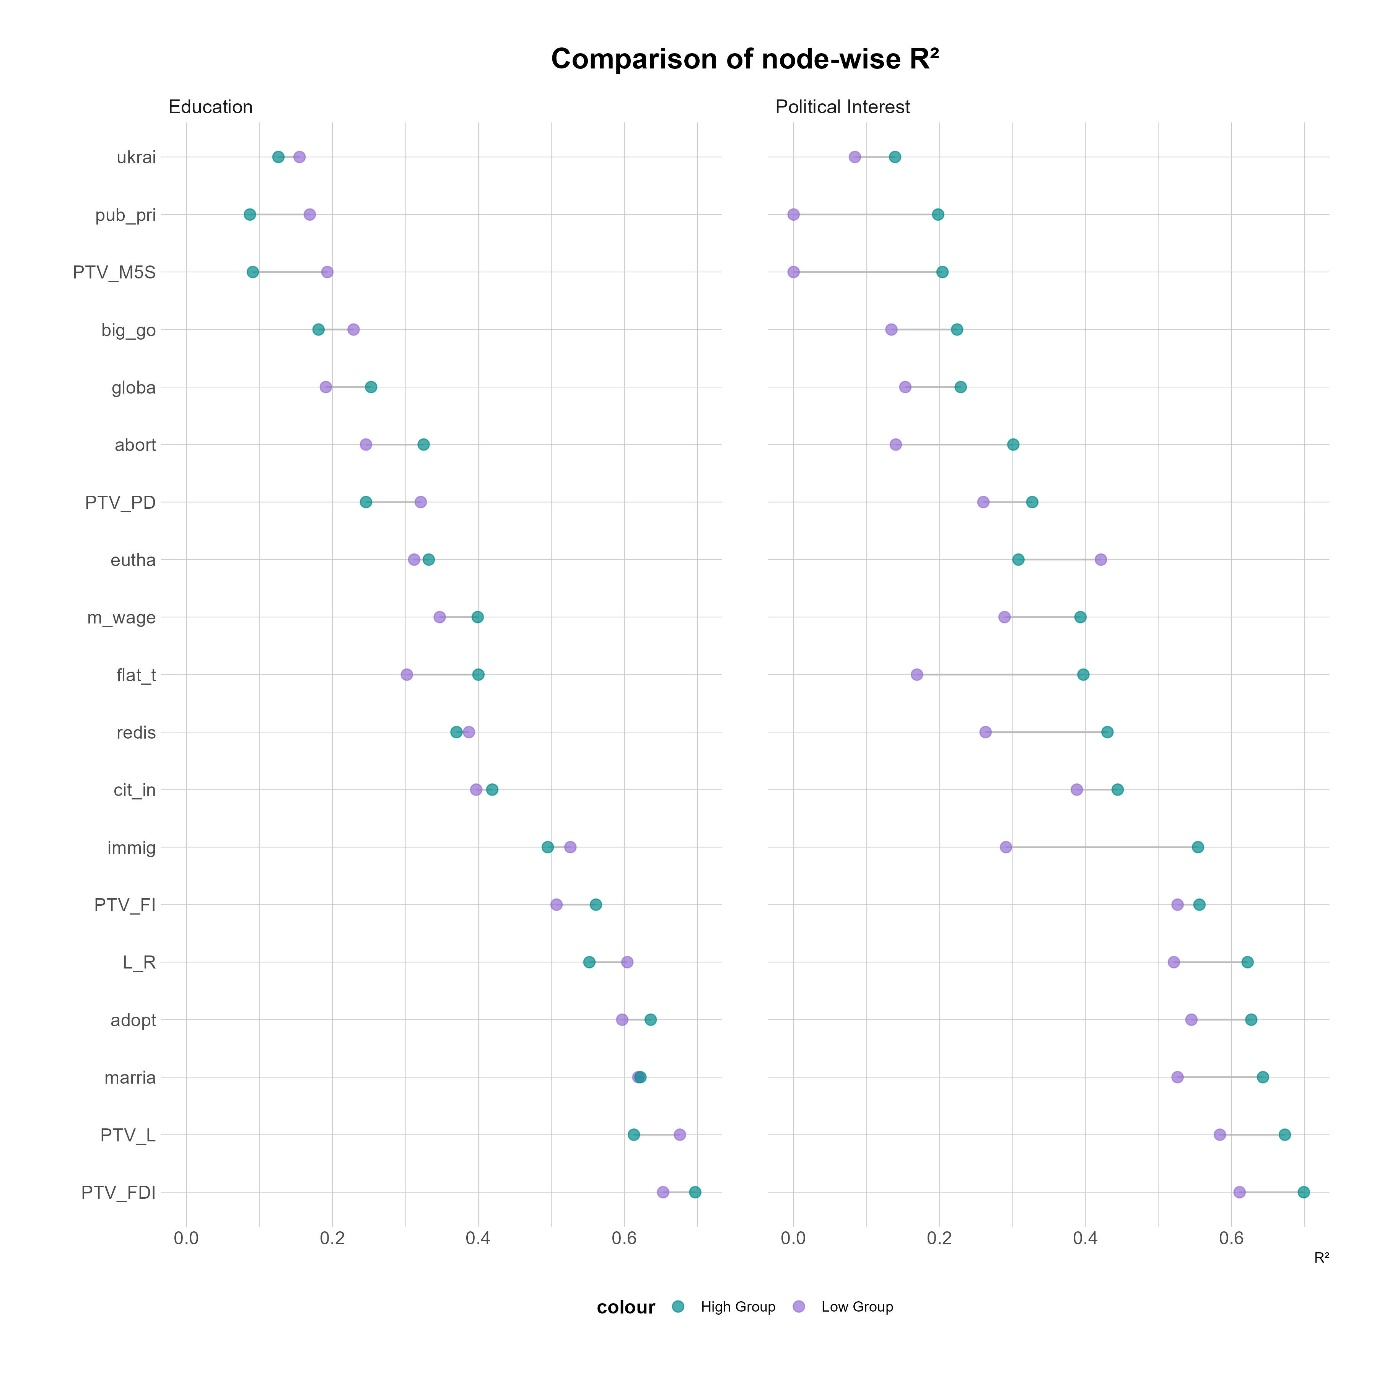 Comparison of node-wise R²
Education
Political Interest
ukrai
pub_pri
PTV_M5S
big_go
globa
abort
PTV_PD
eutha
m_wage
flat_t
redis
cit_in
immig
PTV_FI
L_R
adopt
marria
PTV_L
PTV_FDI
0.0 0.2 0.4 0.6
0.0 0.2 0.4 0.6
R²
colour High Group Low Group